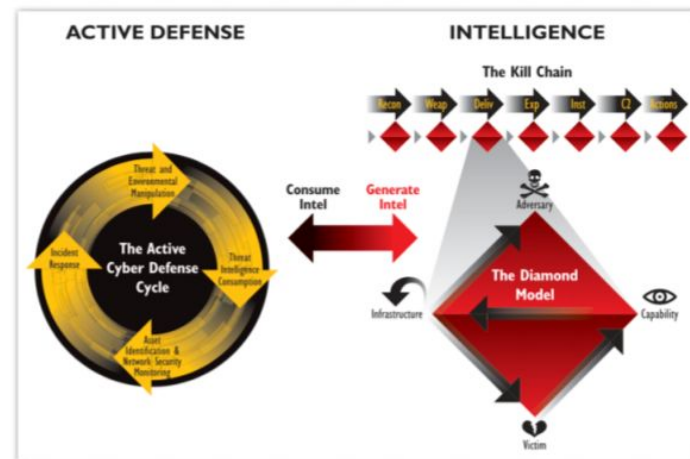 ACTIVE DEFENSE
INTELLIGENCE
The Kill Chain
Recon
Weap
Deliv
Exp
Inst
C2
Actions
Threat and
Environmental
Manipulation
Incident
Response
The Active
Cyber Defense
Cycle
Threat
Intelligence
Consumption
Asset
Identification &
Network Security
Monitoring
Consume
Intel
Generate
Intel
Adversary
The Diamond
Model
Infrastructure
Capability
Victim